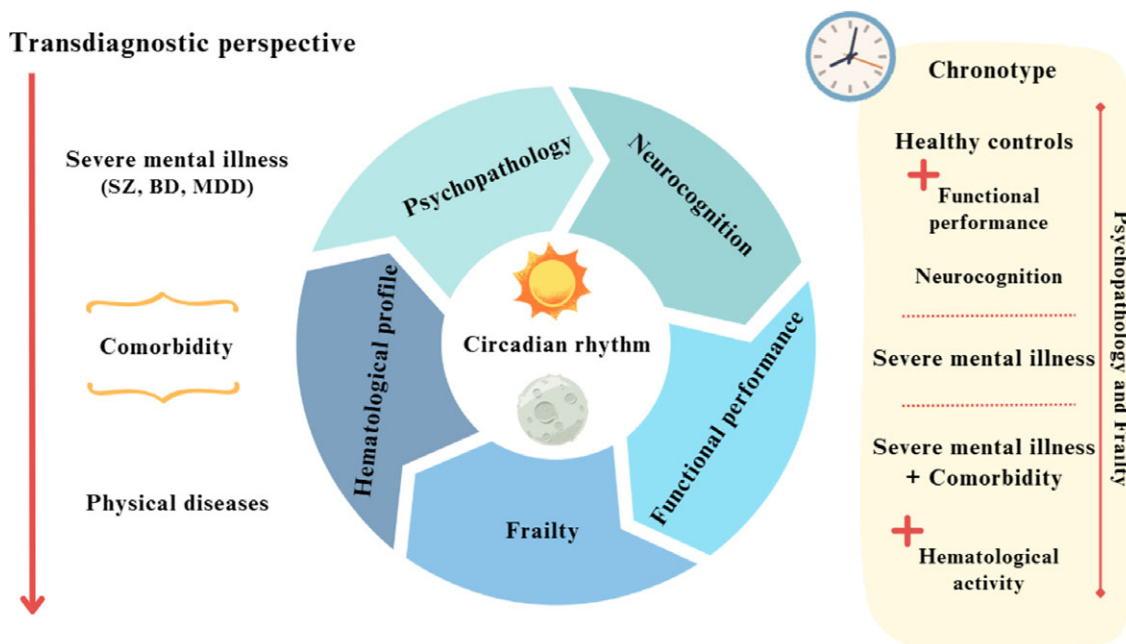 Transdiagnostic perspective
Severe mental illness
(SZ, BD, MDD)
Comorbidity
Physical diseases
Psychopathology
Neurocognition
Functional performance
Frailty
Hematological profile
Circadian rhythm
Chronotype
Healthy controls
+
Functional
performance
Neurocognition
Severe mental illness
Severe mental illness
+ Comorbidity
+
Hematological
activity
Psychopathology and Frailty